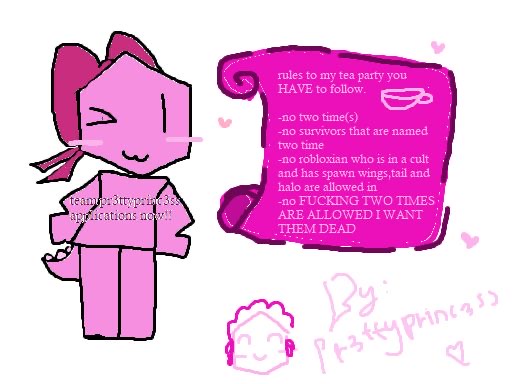 rules to my tea party you
HAVE to follow.
-no two time(s)
-no survivors that are named
two time
-no robloxian who is in a cult
and has spawn wings,tail and
halo are allowed in
-no FUCKING TWO TIMES
ARE ALLOWED I WANT
THEM DEAD
team pr3ttyprinc3ss
applications now!!
By:
Pr3ttyprinc3ss